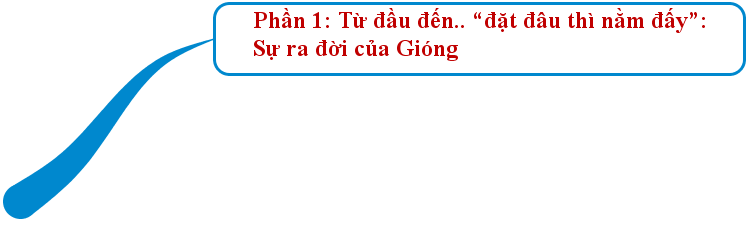 Phần 1: Từ đầu đến.. “đặt đâu thì nằm đấy”:
Sự ra đời của Gióng